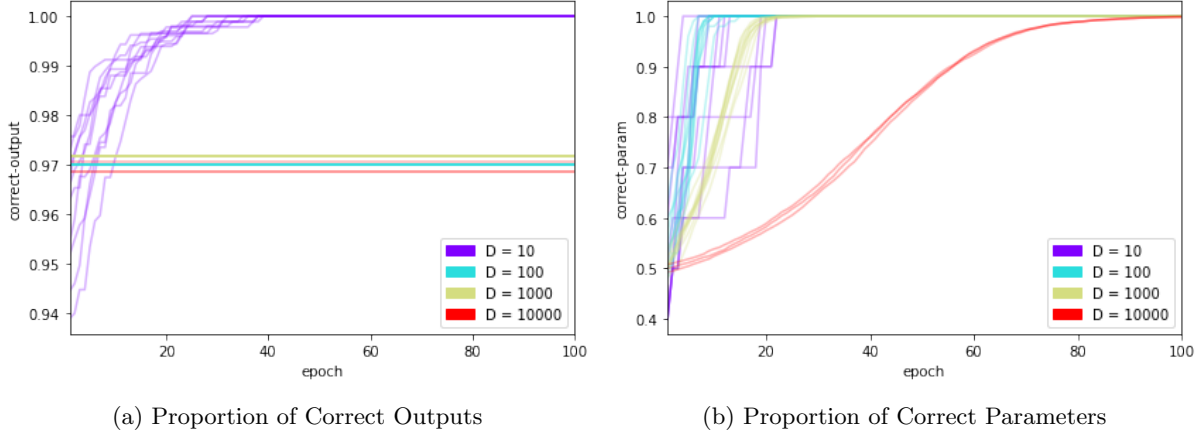 1.00
0.99
0.98
0.97
0.96
0.95
0.94
correct-output
20
40
60
80
100
epoch
D = 10
D = 100
D = 1000
D = 10000
(a) Proportion of Correct Outputs
1.0
0.9
0.8
0.7
0.6
0.5
0.4
correct-param
20
40
60
80
100
epoch
D = 10
D = 100
D = 1000
D = 10000
(b) Proportion of Correct Parameters